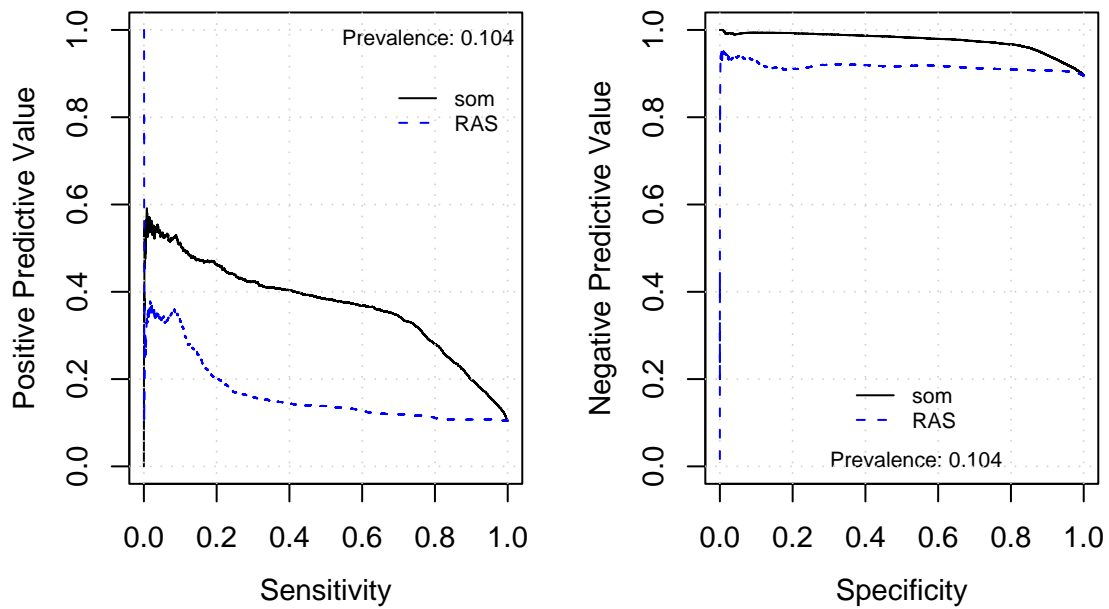 Prevalence: 0.104
som
RAS
Positive Predictive Value
0.0 0.2 0.4 0.6 0.8 1.0
0.0 0.2 0.4 0.6 0.8 1.0
Sensitivity
Negative Predictive Value
0.0 0.2 0.4 0.6 0.8 1.0
som
RAS
Prevalence: 0.104
0.0 0.2 0.4 0.6 0.8 1.0
Specificity